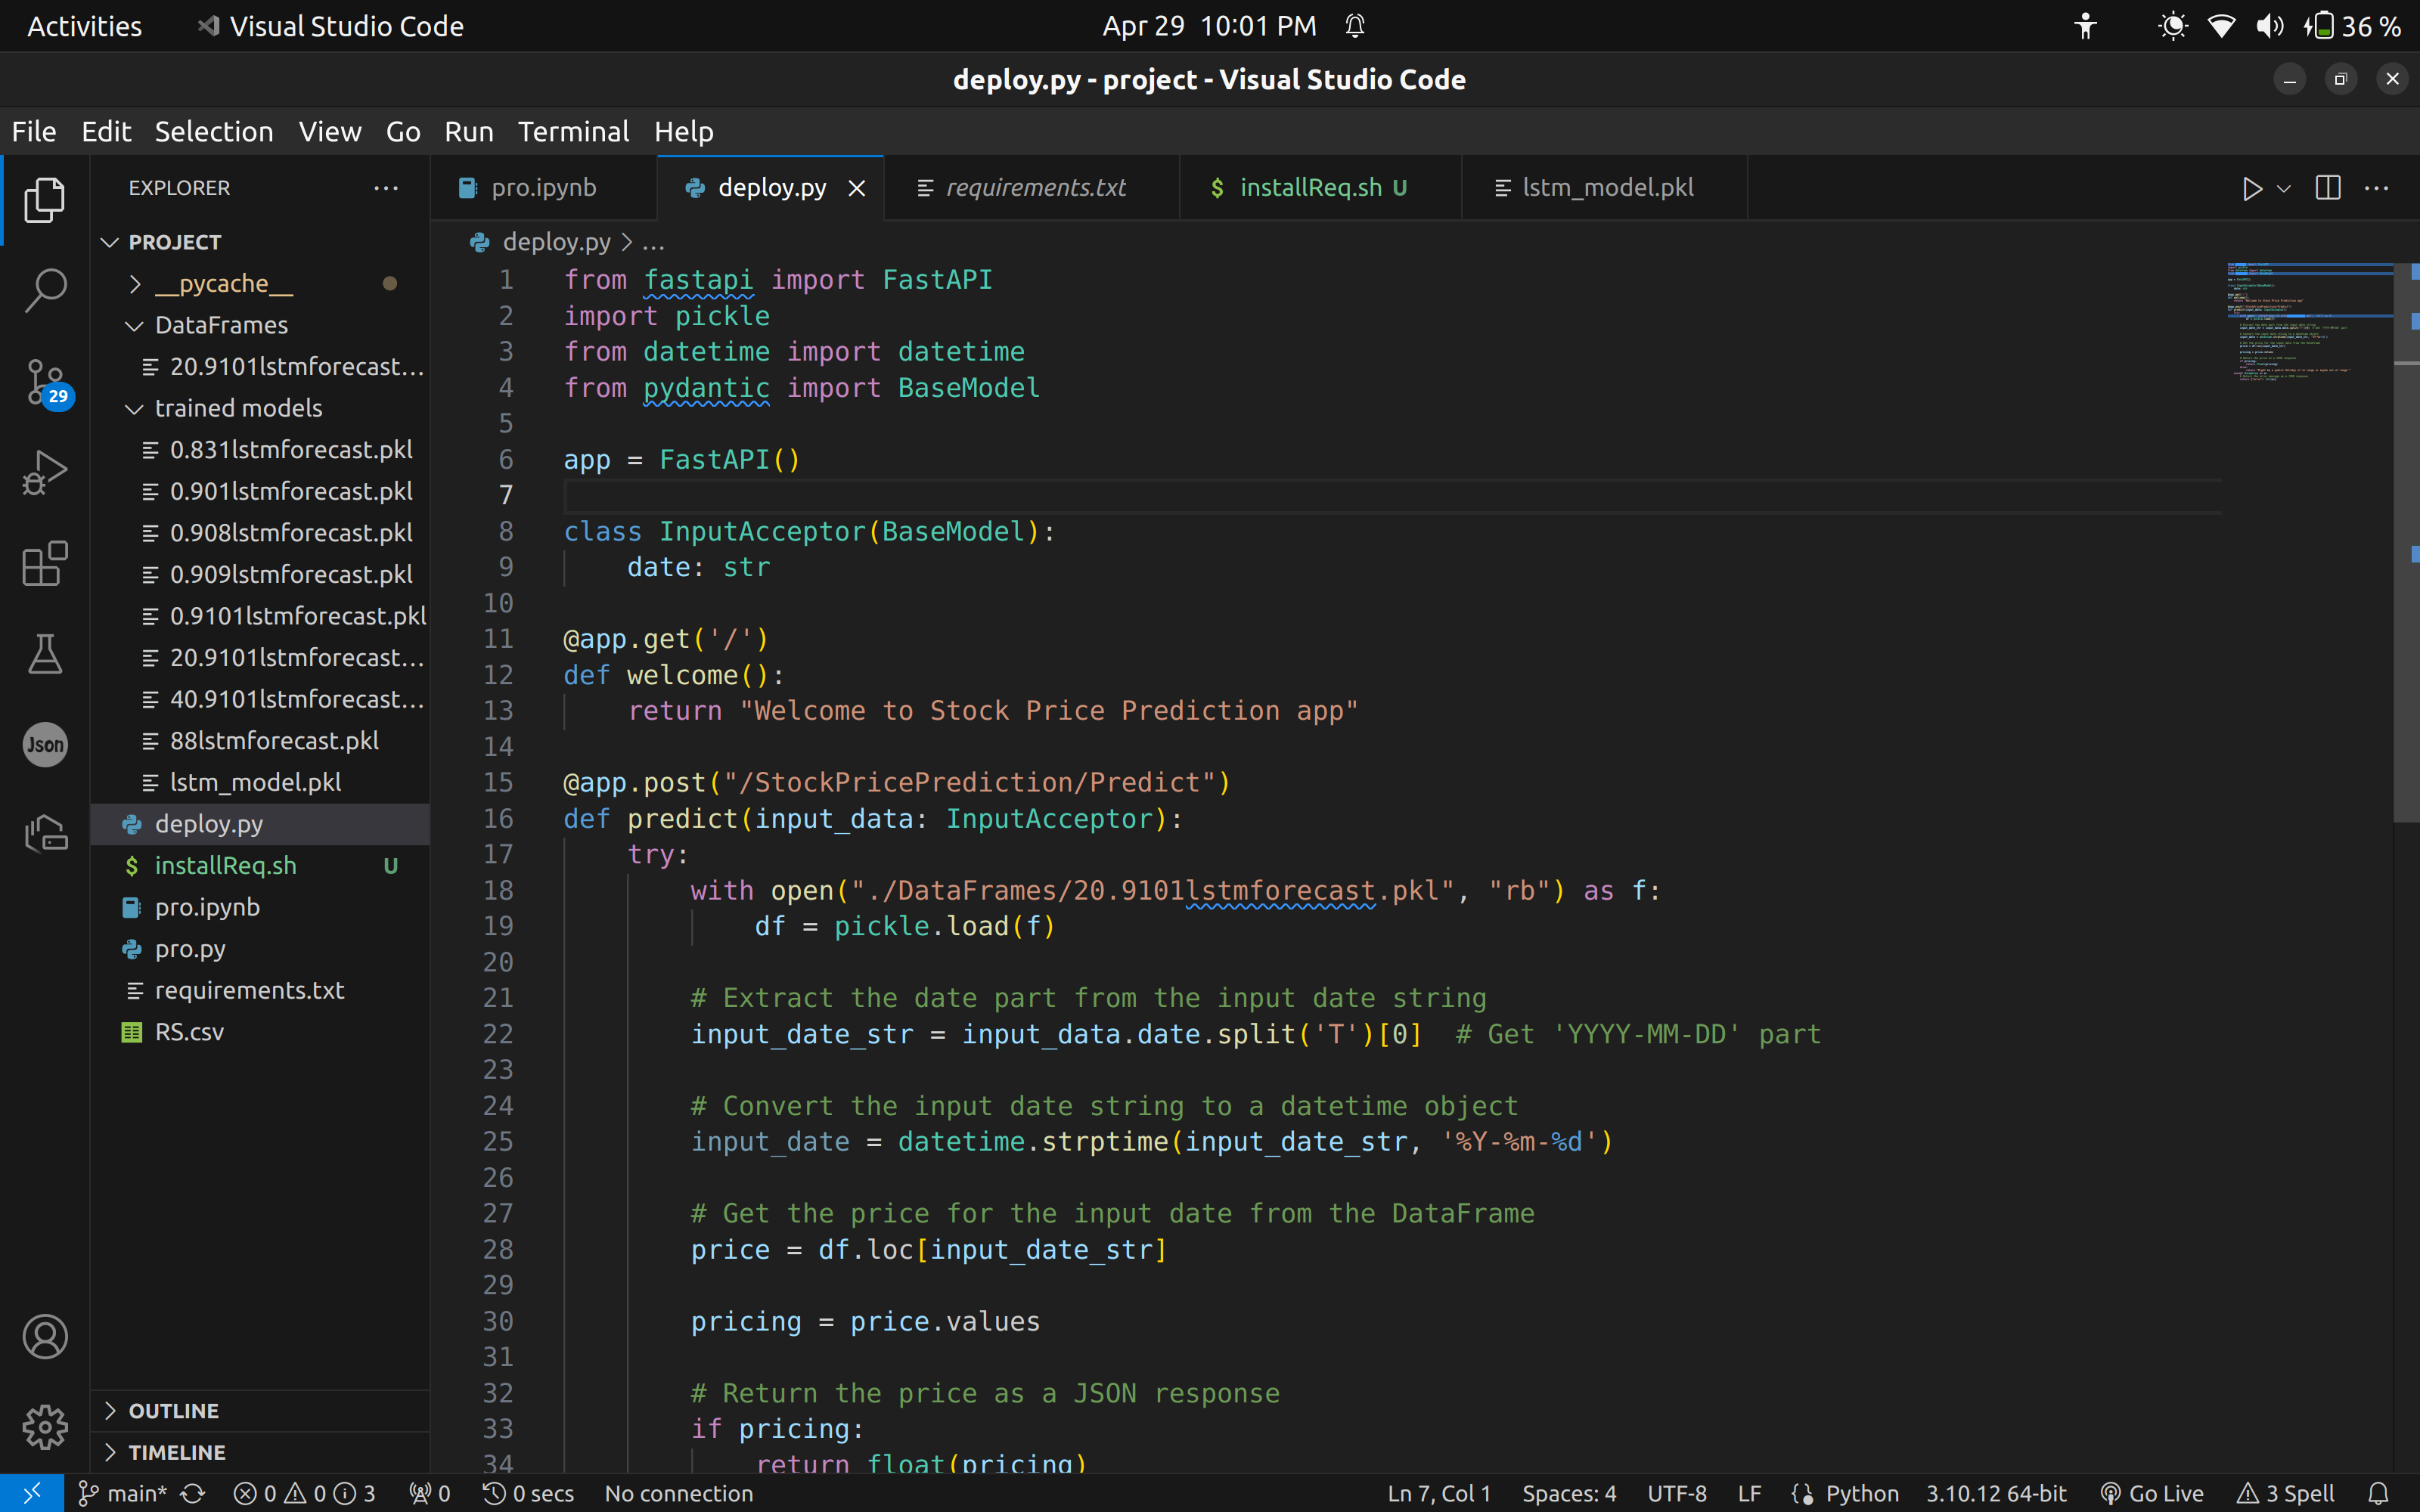 Activities Visual Studio Code Apr 29 10:01 PM 36 %
deploy.py - project - Visual Studio Code
File Edit Selection View Go Run Terminal Help
EXPLORER
PROJECT
__pycache__
DataFrames
20.9101lstmforecast...
trained models
0.831lstmforecast.pkl
0.901lstmforecast.pkl
0.908lstmforecast.pkl
0.909lstmforecast.pkl
0.9101lstmforecast.pkl
20.9101lstmforecast...
40.9101lstmforecast...
88lstmforecast.pkl
lstm_model.pkl
deploy.py
installReq.sh U
pro.ipynb
pro.py
requirements.txt
RS.csv
OUTLINE
TIMELINE
29
Json
pro.ipynb deploy.py requirements.txt installReq.sh U lstm_model.pkl
deploy.py > ...
1 from fastapi import FastAPI
2 import pickle
3 from datetime import datetime
4 from pydantic import BaseModel
5
6 app = FastAPI()
7
8 class InputAcceptor(BaseModel):
9 date: str
10
11 @app.get('/')
12 def welcome():
13 return "Welcome to Stock Price Prediction app"
14
15 @app.post("/StockPricePrediction/Predict")
16 def predict(input_data: InputAcceptor):
17 try:
18 with open("./DataFrames/20.9101lstmforecast.pkl", "rb") as f:
19 df = pickle.load(f)
20
21 # Extract the date part from the input date string
22 input_date_str = input_data.date.split('T')[0]  # Get 'YYYY-MM-DD' part
23
24 # Convert the input date string to a datetime object
25 input_date = datetime.strptime(input_date_str, '%Y-%m-%d')
26
27 # Get the price for the input date from the DataFrame
28 price = df.loc[input_date_str]
29
30 pricing = price.values
31
32 # Return the price as a JSON response
33 if pricing:
34 return float(pricing)
main* 0 0 3 0 0 secs No connection Ln 7, Col 1 Spaces: 4 UTF-8 LF Python 3.10.12 64-bit Go Live 3 Spell